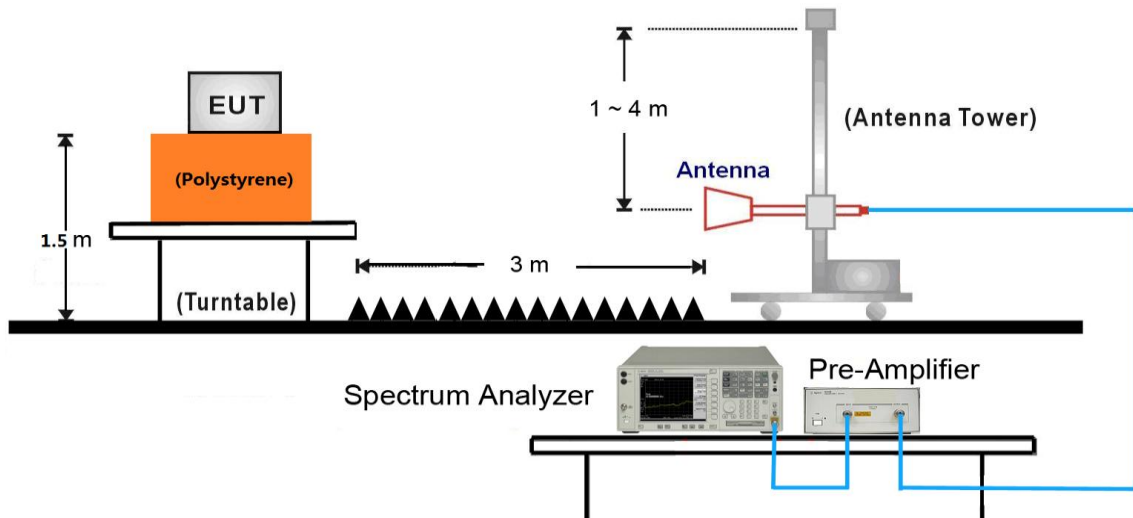 EUT
(Polystyrene)
1.5 m
(Turntable)
3 m
1 ~ 4 m
Antenna
(Antenna Tower)
Spectrum Analyzer
Pre-Amplifier